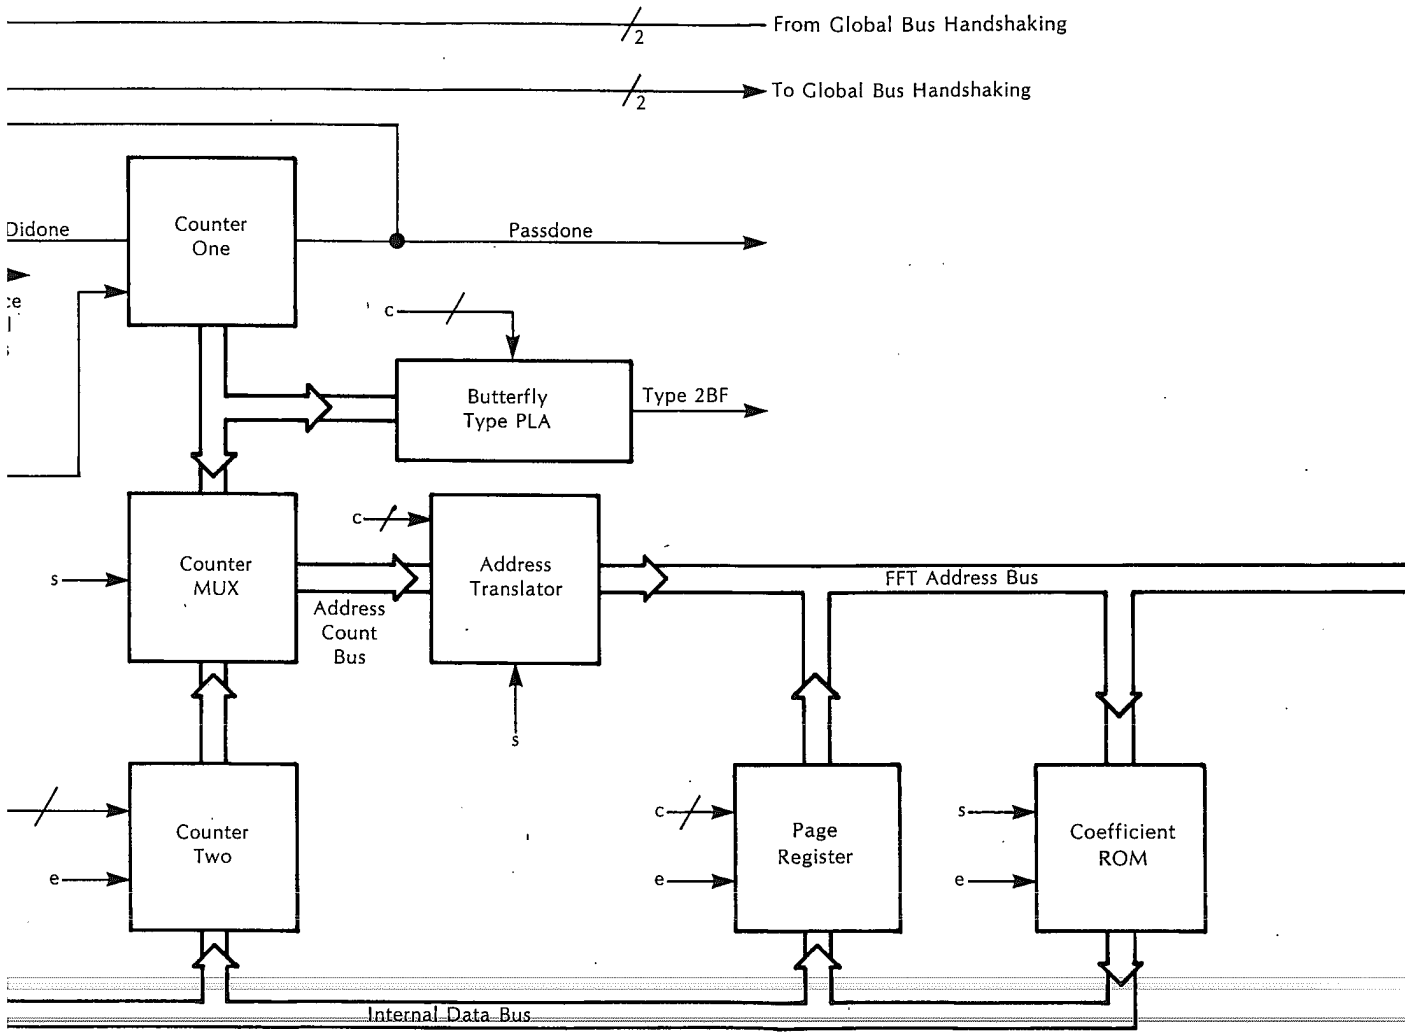 2
From Global Bus Handshaking
2
To Global Bus Handshaking
Didone
Counter
One
Passdone
c
Butterfly
Type PLA
Type 2BF
c
s
Counter
MUX
Address
Count
Bus
Address
Translator
s
FFT Address Bus
e
Counter
Two
c
e
Page
Register
s
e
Coefficient
ROM
Internal Data Bus